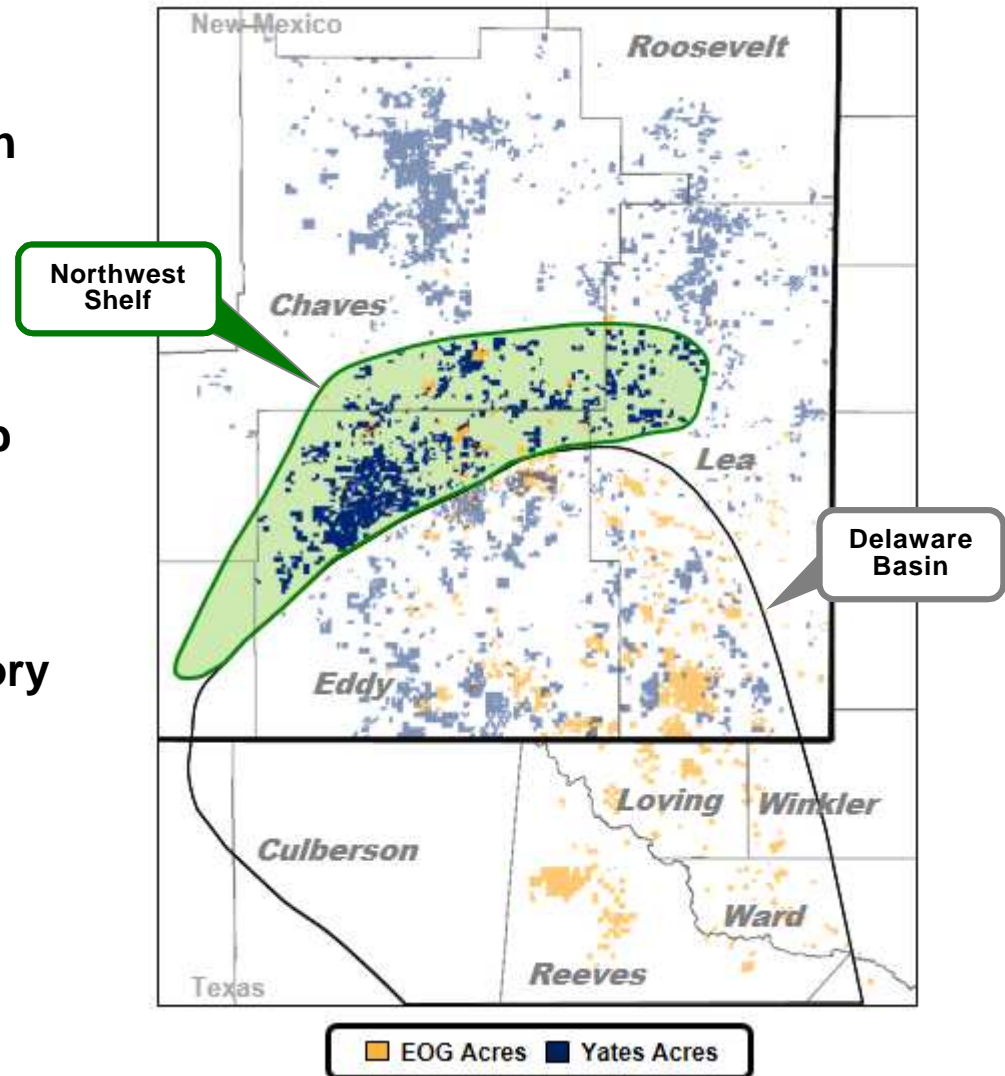 New Mexico
Roosevelt
n
Northwest
Shelf
Chaves
p
Lea
Delaware
Basin
ory
Eddy
Loving
Winkler
Culberson
Ward
Reeves
Texas
EOG Acres
Yates Acres